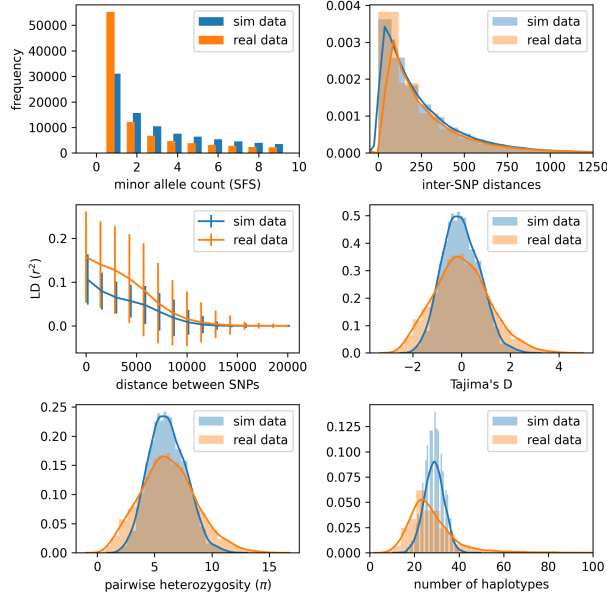 frequency
50000
40000
30000
20000
10000
0
sim data
real data
0 2 4 6 8 10
minor allele count (SFS)
0.004
0.003
0.002
0.001
0.000
sim data
real data
0 250 500 750 1000 1250
inter-SNP distances
LD (r²)
0.2
0.1
0.0
sim data
real data
0 5000 10000 15000 20000
distance between SNPs
0.5
0.4
0.3
0.2
0.1
0.0
sim data
real data
−2 0 2 4
Tajima's D
0.25
0.20
0.15
0.10
0.05
0.00
sim data
real data
0 5 10 15
pairwise heterozygosity (π)
0.125
0.100
0.075
0.050
0.025
0.000
sim data
real data
0 20 40 60 80 100
number of haplotypes